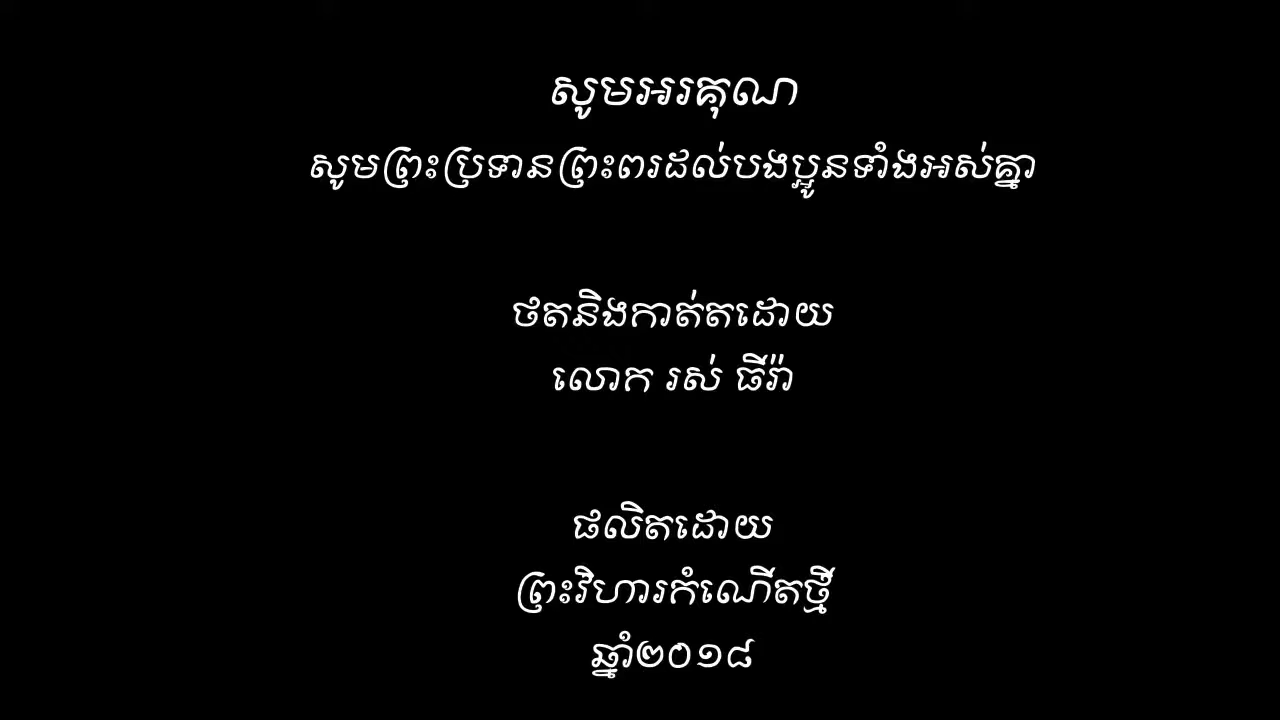 សូមអរគុណ
សូមព្រះប្រទានព្រះពរដល់បងប្អូនទាំងអស់គ្នា
ថតនិងកាត់តដោយ
លោក រស់ ធីរ៉ា
ផលិតដោយ
ព្រះវិហារកំណើតថ្មី
ឆ្នាំ២០១៨